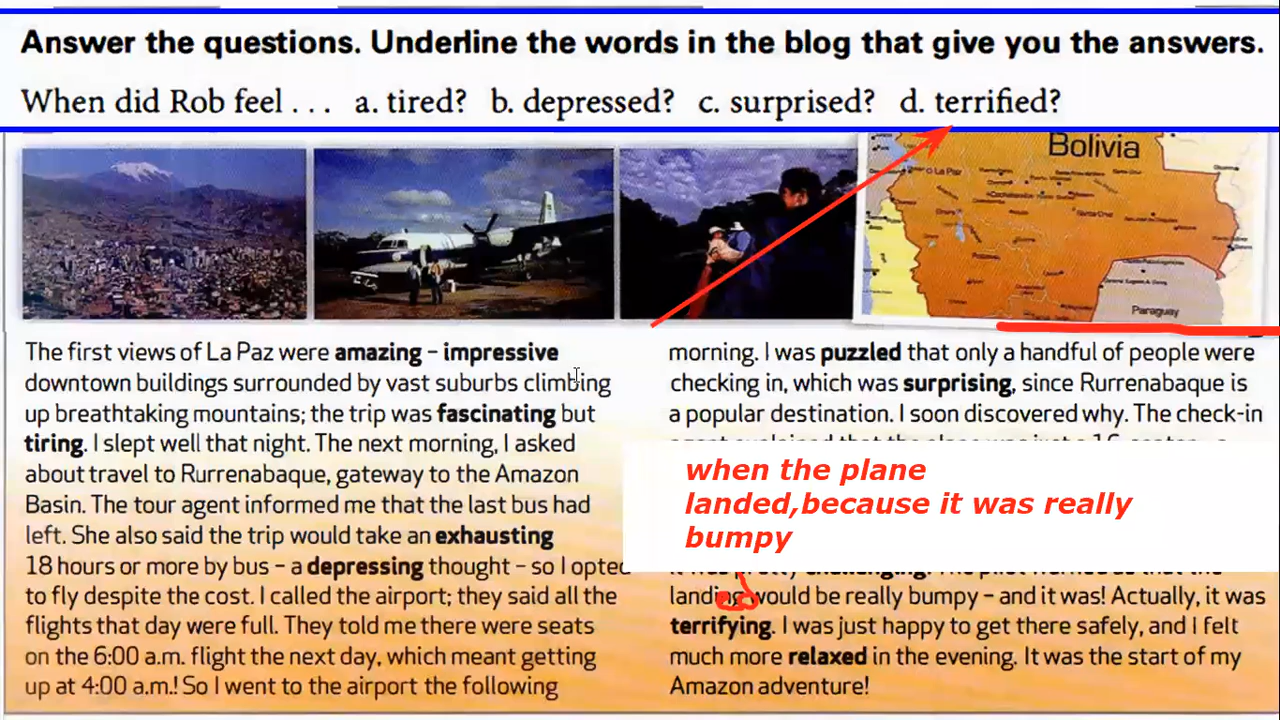 Answer the questions. Underline the words in the blog that give you the answers.
When did Rob feel . . . a. tired? b. depressed? c. surprised? d. terrified?
Bolivia
La Paz
Cochabamba
Santa Cruz
Paraguay
The first views of La Paz were amazing – impressive
downtown buildings surrounded by vast suburbs climbing
up breathtaking mountains; the trip was fascinating but
tiring. I slept well that night. The next morning, I asked
about travel to Rurrenabaque, gateway to the Amazon
Basin. The tour agent informed me that the last bus had
left. She also said the trip would take an exhausting
18 hours or more by bus – a depressing thought – so I opted
to fly despite the cost. I called the airport; they said all the
flights that day were full. They told me there were seats
on the 6:00 a.m. flight the next day, which meant getting
up at 4:00 a.m.! So I went to the airport the following
morning. I was puzzled that only a handful of people were
checking in, which was surprising, since Rurrenabaque is
a popular destination. I soon discovered why. The check-in
when the plane
landed,because it was really
bumpy
landing would be really bumpy – and it was! Actually, it was
terrifying. I was just happy to get there safely, and I felt
much more relaxed in the evening. It was the start of my
Amazon adventure!